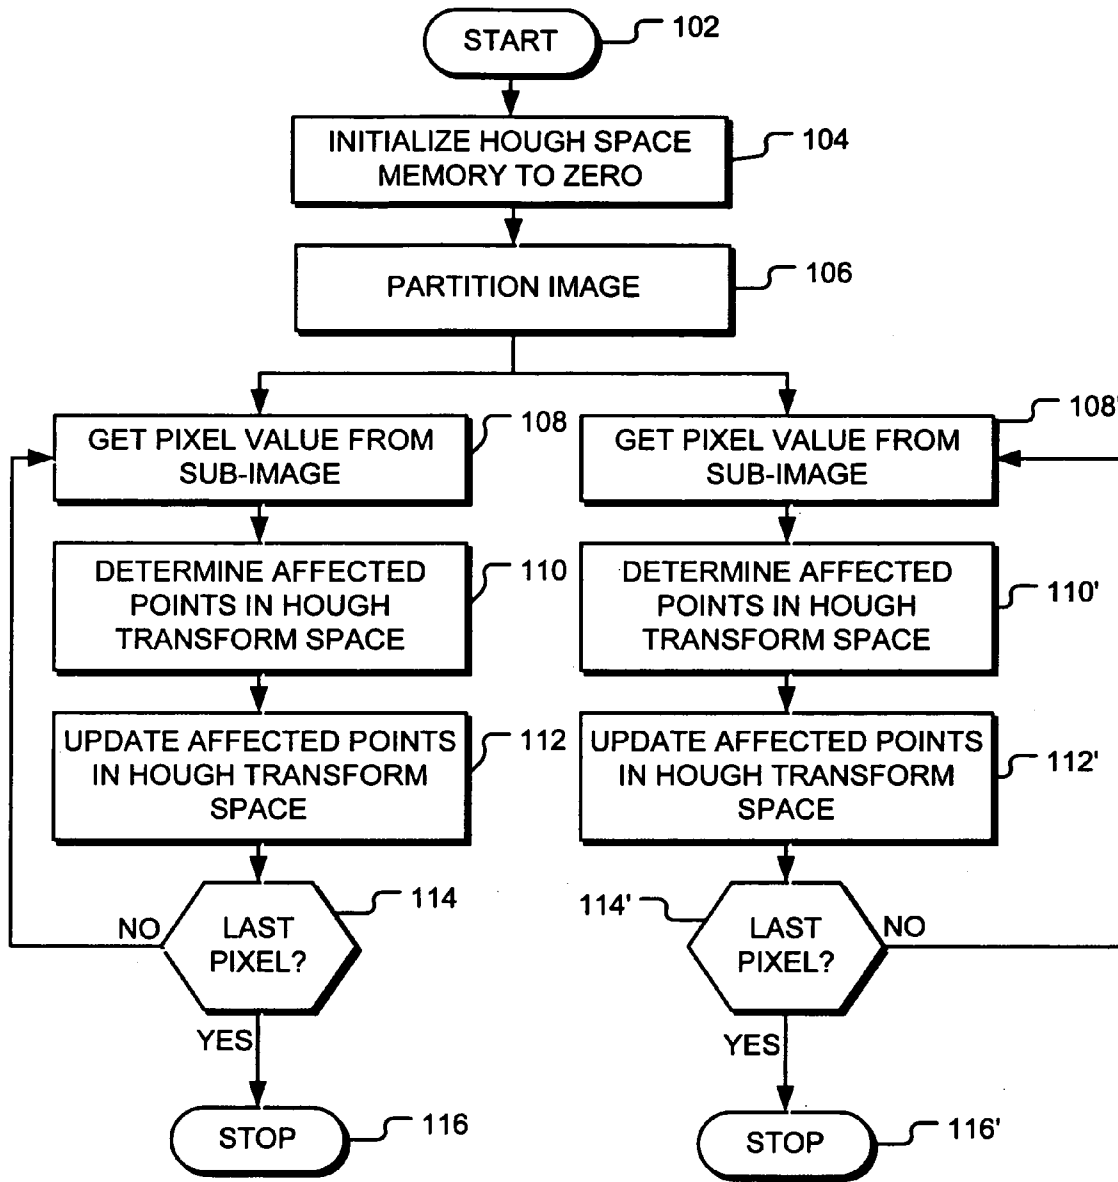 START
102
INITIALIZE HOUGH SPACE
MEMORY TO ZERO
104
PARTITION IMAGE
106
GET PIXEL VALUE FROM
SUB-IMAGE
108
DETERMINE AFFECTED
POINTS IN HOUGH
TRANSFORM SPACE
110
UPDATE AFFECTED POINTS
IN HOUGH TRANSFORM
SPACE
112
LAST
PIXEL?
114
NO
YES
STOP
116
GET PIXEL VALUE FROM
SUB-IMAGE
108'
DETERMINE AFFECTED
POINTS IN HOUGH
TRANSFORM SPACE
110'
UPDATE AFFECTED POINTS
IN HOUGH TRANSFORM
SPACE
112'
LAST
PIXEL?
114'
NO
YES
STOP
116'